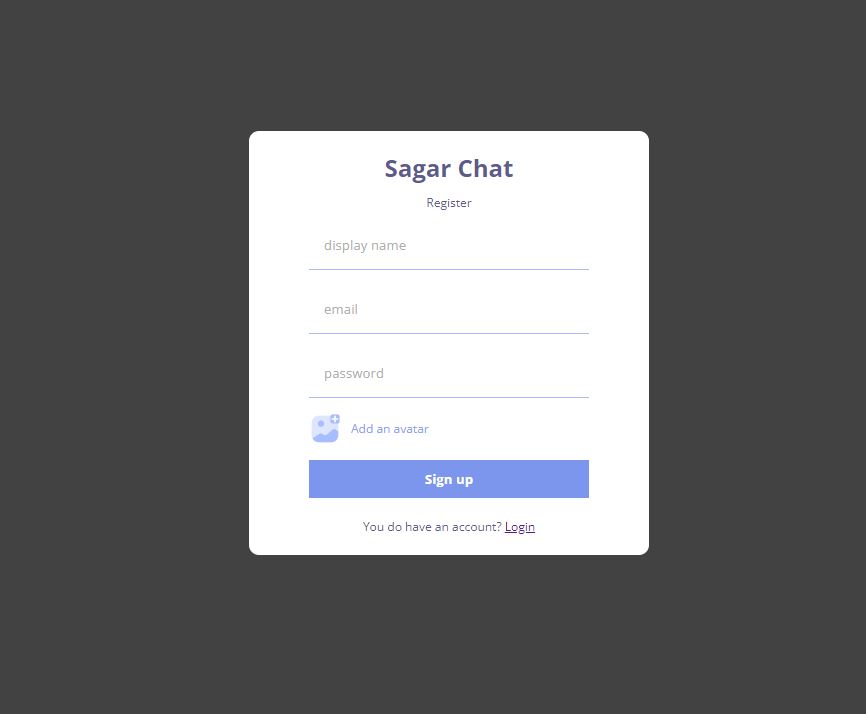 Sagar Chat
Register
display name
email
password
Add an avatar
Sign up
You do have an account? Login